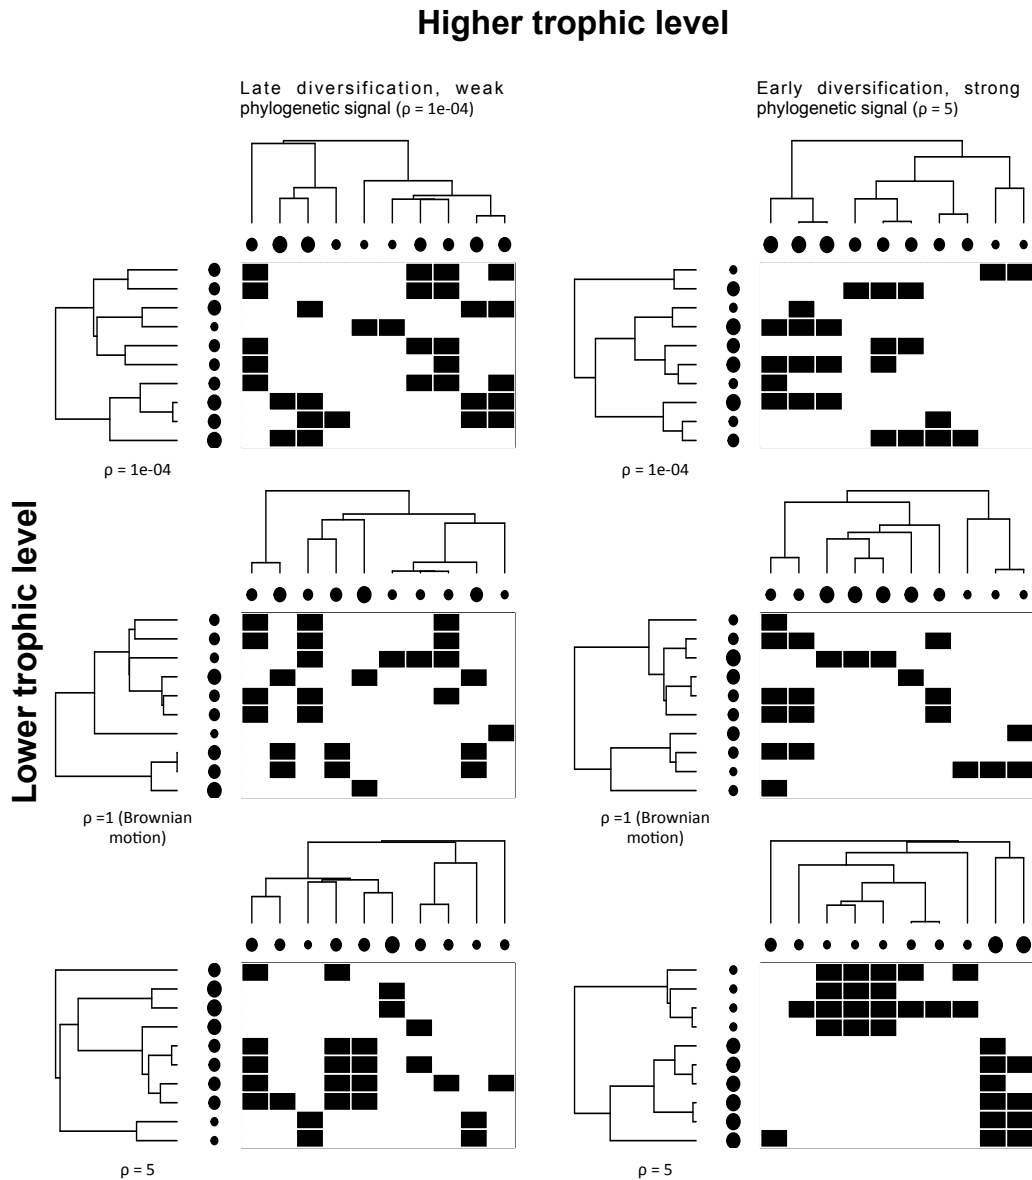 Higher trophic level
Late diversification, weak
phylogenetic signal (ρ = 1e-04)
Early diversification, strong
phylogenetic signal (ρ = 5)
ρ = 1e-04
ρ = 1e-04
Lower trophic level
ρ =1 (Brownian
motion)
ρ =1 (Brownian
motion)
ρ = 5
ρ = 5